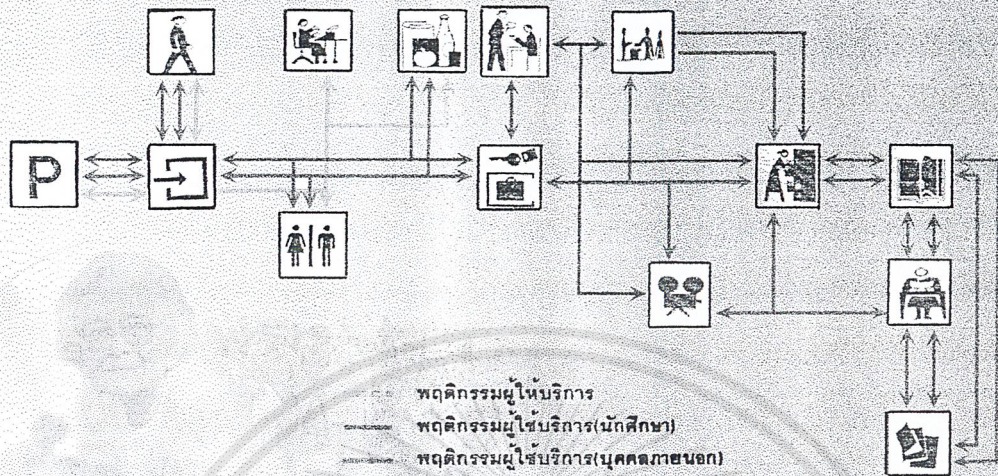 P
พฤติกรรมผู้ให้บริการ
พฤติกรรมผู้ใช้บริการ(นักศึกษา)
พฤติกรรมผู้ใช้บริการ(บุคคลภายนอก)